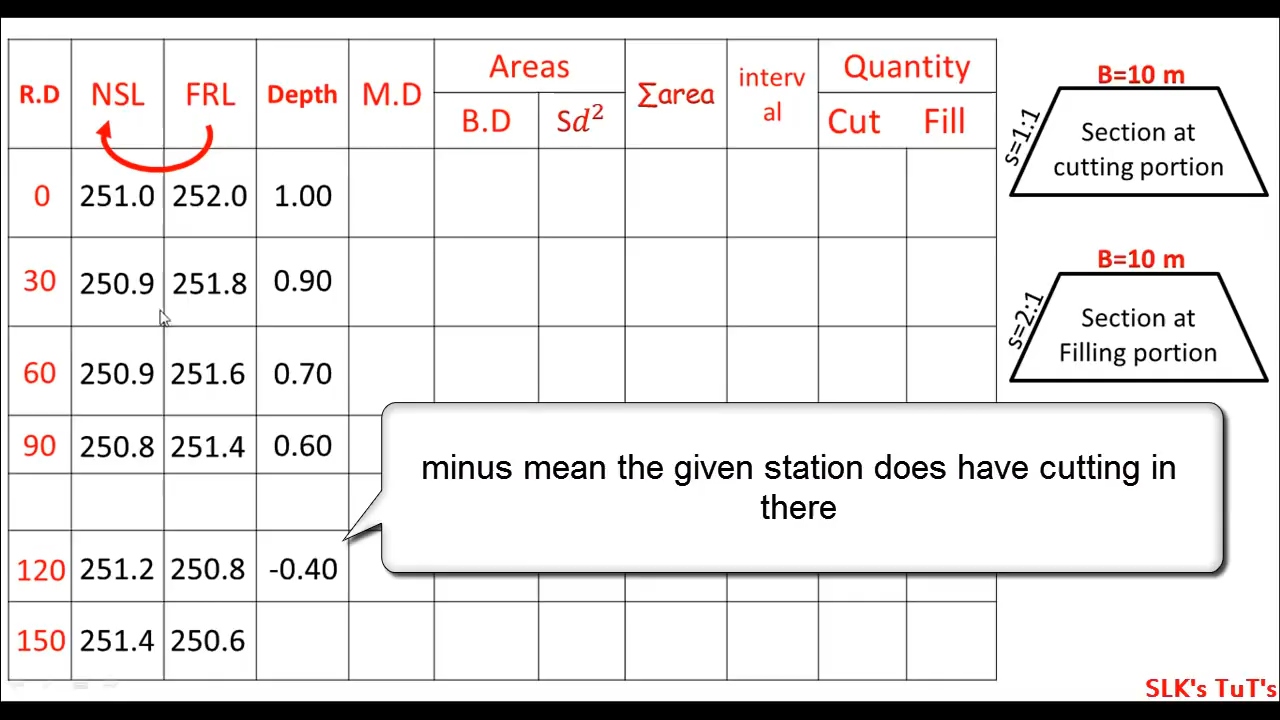 R.D NSL FRL Depth M.D Areas ∑area interv Quantity
al
B.D Sd² Cut Fill
0 251.0 252.0 1.00
30 250.9 251.8 0.90
60 250.9 251.6 0.70
90 250.8 251.4 0.60
120 251.2 250.8 -0.40
150 251.4 250.6
B=10 m
s=1:1
Section at
cutting portion
B=10 m
s=2:1
Section at
Filling portion
minus mean the given station does have cutting in
there
SLK's TuT's